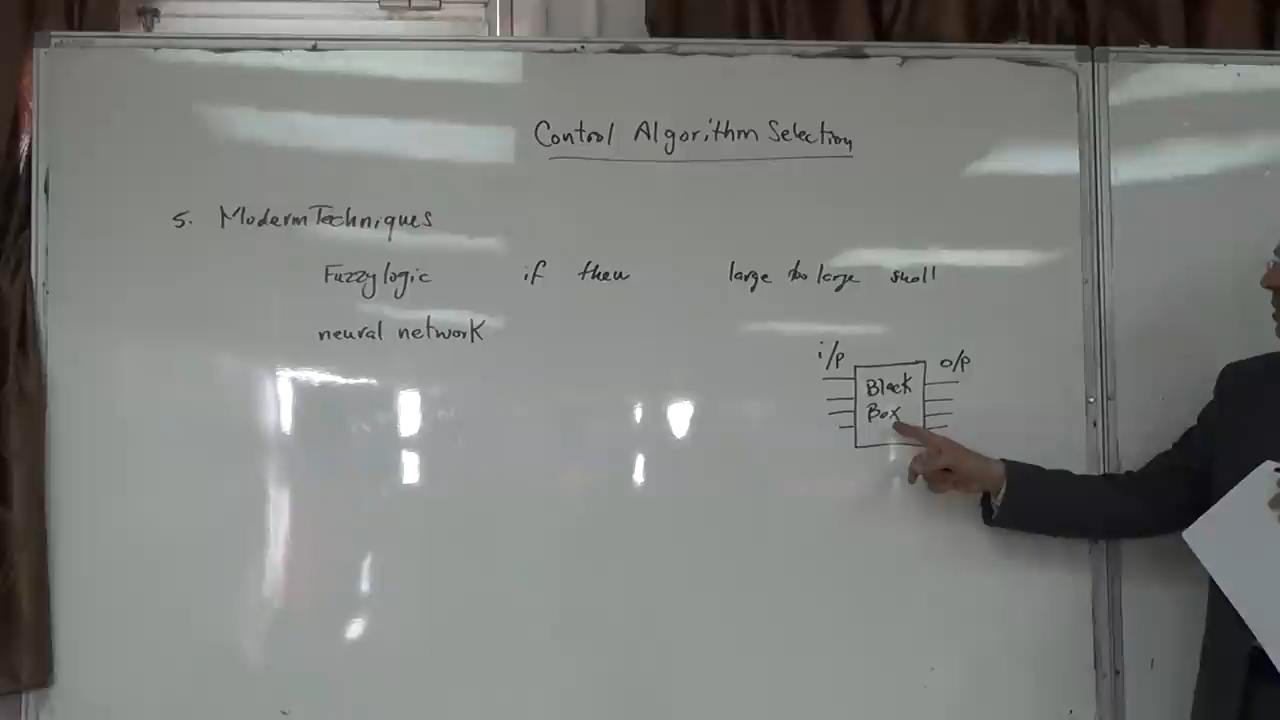 Control Algorithm Selection
5. Modern Techniques
Fuzzy logic if then large to large small
neural network
i/p o/p
Black
Box